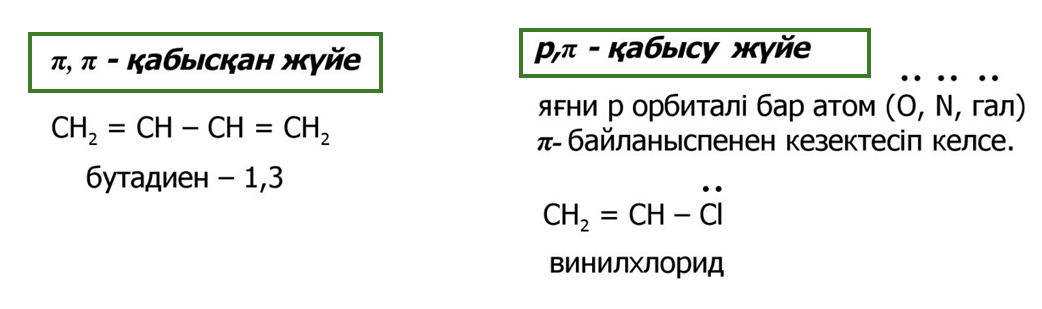 π, π - қабысқан жүйе
CH₂ = CH – CH = CH₂
бутадиен – 1,3
р,π - қабысу жүйе
яғни р орбиталі бар атом (O, N, гал)
π- байланыспенен кезектесіп келсе.
CH₂ = CH – Cl
винилхлорид